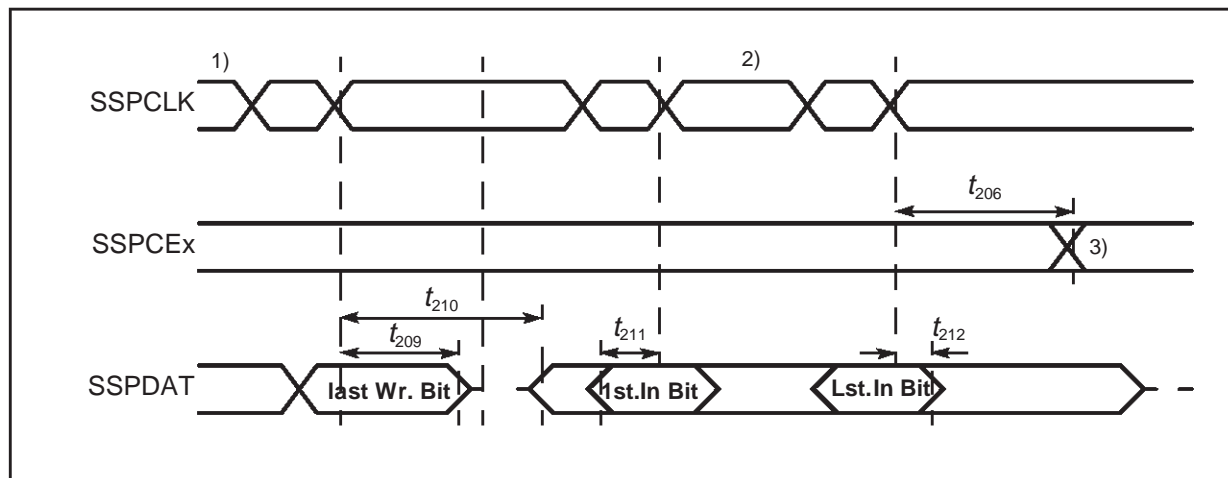 1)
2)
SSPCLK
t206
SSPCEx
3)
t210
t209
t211
t212
SSPDAT
last Wr. Bit
1st.In Bit
Lst.In Bit